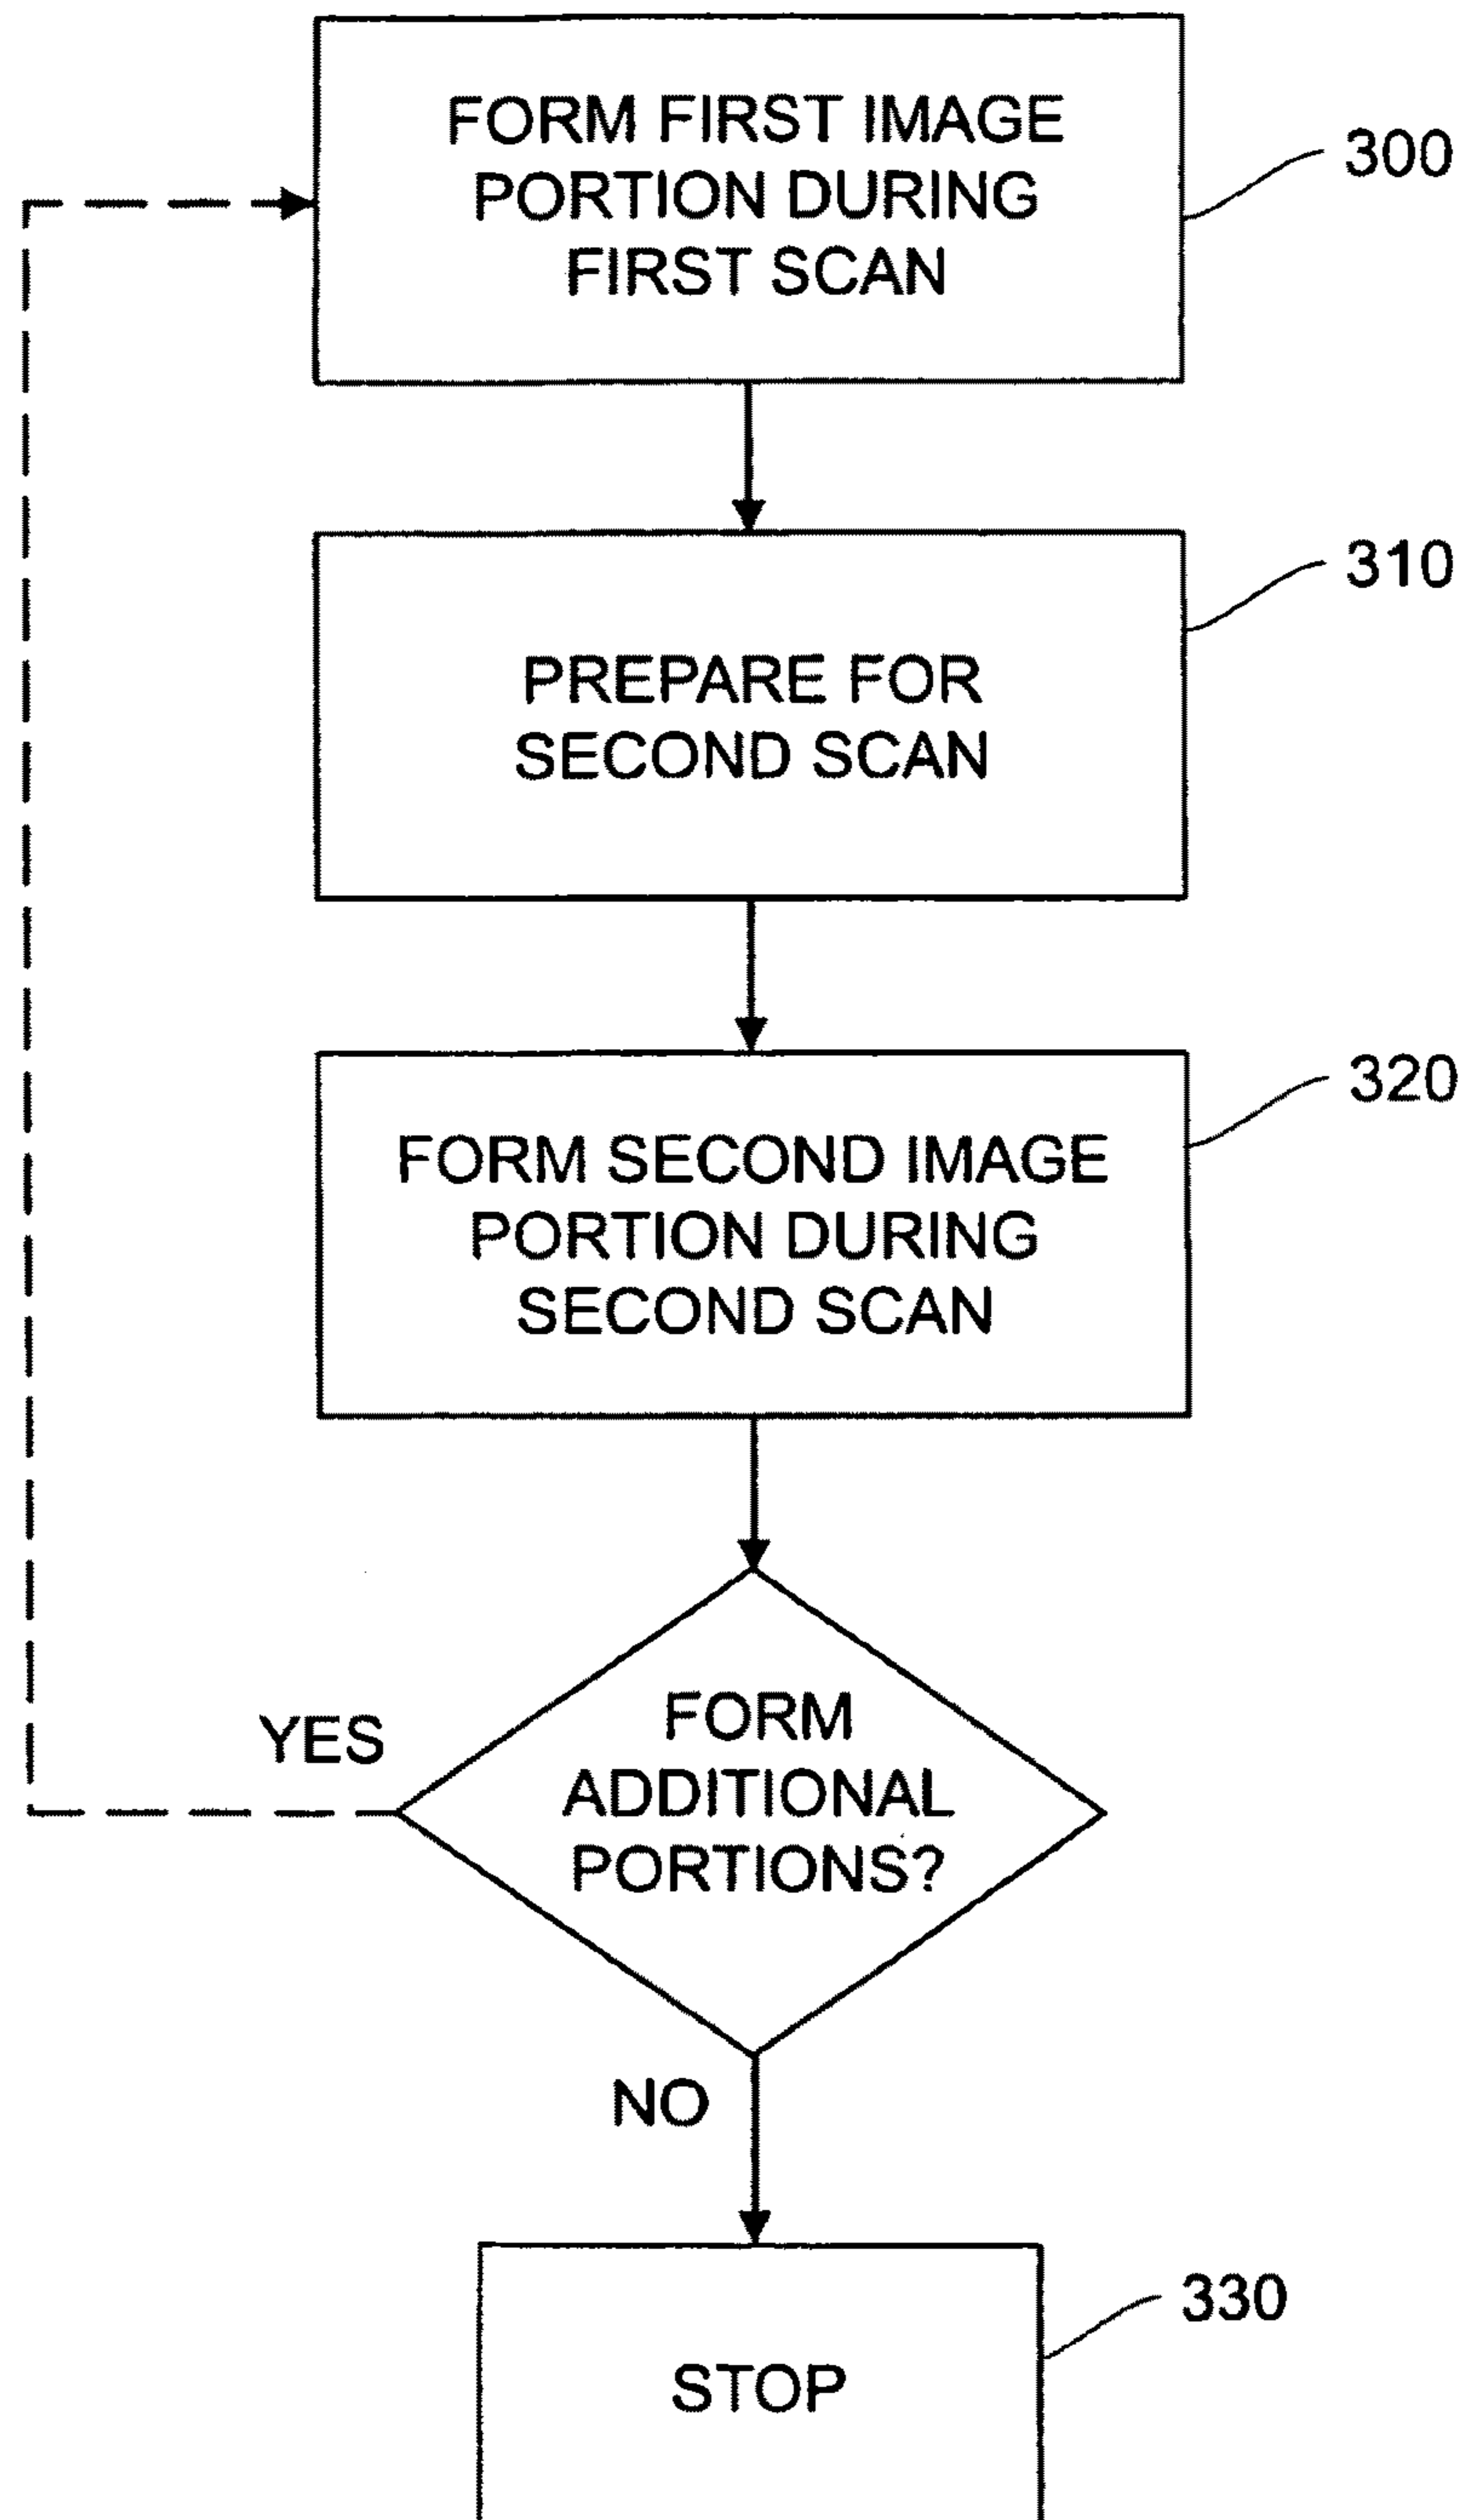 FORM FIRST IMAGE
PORTION DURING
FIRST SCAN
300
PREPARE FOR
SECOND SCAN
310
FORM SECOND IMAGE
PORTION DURING
SECOND SCAN
320
FORM
ADDITIONAL
PORTIONS?
YES
NO
STOP
330